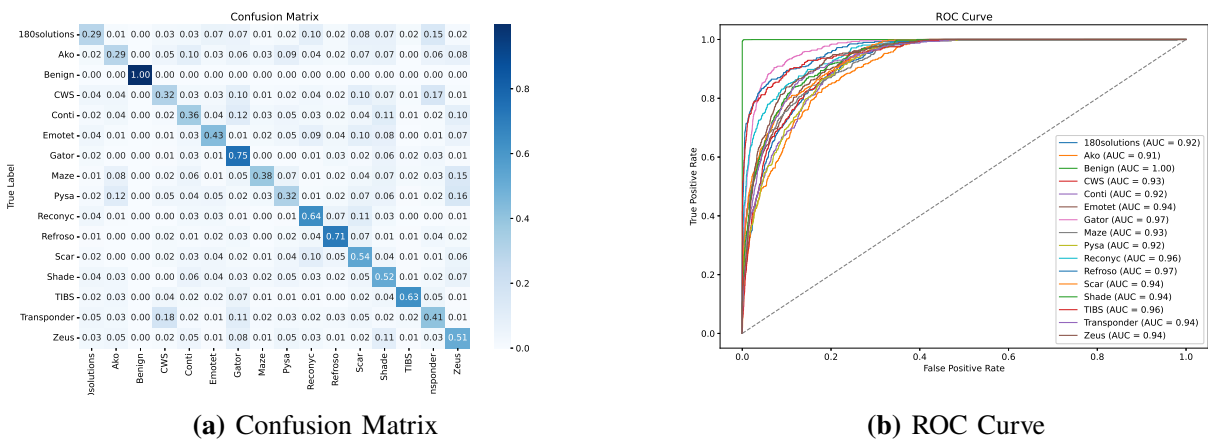 Confusion Matrix
True Label
180solutions 0.29 0.01 0.00 0.03 0.03 0.07 0.07 0.01 0.02 0.10 0.02 0.08 0.07 0.02 0.15 0.02
Ako 0.02 0.29 0.00 0.05 0.10 0.02 0.06 0.03 0.09 0.04 0.02 0.07 0.07 0.00 0.06 0.08
Benign 0.00 0.00 1.00 0.00 0.00 0.00 0.00 0.00 0.00 0.00 0.00 0.00 0.00 0.00 0.00 0.00
CWS 0.04 0.04 0.00 0.32 0.03 0.03 0.10 0.01 0.02 0.04 0.02 0.10 0.07 0.01 0.17 0.01
Conti 0.02 0.04 0.00 0.02 0.36 0.04 0.12 0.03 0.05 0.03 0.02 0.04 0.11 0.00 0.02 0.10
Emotet 0.04 0.01 0.00 0.01 0.03 0.43 0.01 0.02 0.05 0.09 0.04 0.10 0.08 0.00 0.01 0.07
Gator 0.02 0.00 0.00 0.01 0.03 0.01 0.75 0.00 0.00 0.01 0.03 0.02 0.06 0.02 0.03 0.01
Maze 0.01 0.08 0.00 0.02 0.05 0.04 0.03 0.38 0.07 0.01 0.02 0.04 0.07 0.00 0.03 0.15
Pysa 0.02 0.12 0.00 0.05 0.04 0.05 0.02 0.04 0.32 0.04 0.01 0.07 0.06 0.01 0.02 0.16
Reconyc 0.04 0.01 0.00 0.03 0.00 0.03 0.02 0.00 0.01 0.64 0.07 0.11 0.03 0.00 0.00 0.01
Refroso 0.01 0.00 0.00 0.02 0.04 0.03 0.04 0.00 0.02 0.04 0.71 0.01 0.01 0.01 0.04 0.02
Scar 0.02 0.02 0.00 0.04 0.02 0.04 0.02 0.01 0.04 0.10 0.05 0.54 0.01 0.01 0.01 0.06
Shade 0.04 0.03 0.00 0.00 0.06 0.04 0.03 0.02 0.05 0.03 0.02 0.05 0.52 0.01 0.02 0.07
TIBS 0.02 0.03 0.00 0.04 0.02 0.02 0.07 0.01 0.01 0.01 0.02 0.02 0.04 0.63 0.05 0.01
Transponder 0.05 0.03 0.00 0.18 0.02 0.02 0.11 0.00 0.01 0.02 0.03 0.03 0.05 0.02 0.41 0.02
Zeus 0.03 0.05 0.00 0.02 0.05 0.01 0.08 0.01 0.05 0.03 0.01 0.02 0.11 0.01 0.03 0.51
0solutions Ako Benign CWS Conti Emotet Gator Maze Pysa Reconyc Refroso Scar Shade TIBS nsponder Zeus
0.8
0.6
0.4
0.2
0.0
(a) Confusion Matrix
ROC Curve
True Positive Rate
1.0
0.8
0.6
0.4
0.2
0.0
0.0 0.2 0.4 0.6 0.8 1.0
False Positive Rate
180solutions (AUC = 0.92)
Ako (AUC = 0.91)
Benign (AUC = 1.00)
CWS (AUC = 0.93)
Conti (AUC = 0.92)
Emotet (AUC = 0.94)
Gator (AUC = 0.97)
Maze (AUC = 0.93)
Pysa (AUC = 0.92)
Reconyc (AUC = 0.96)
Refroso (AUC = 0.97)
Scar (AUC = 0.94)
Shade (AUC = 0.94)
TIBS (AUC = 0.96)
Transponder (AUC = 0.94)
Zeus (AUC = 0.94)
(b) ROC Curve